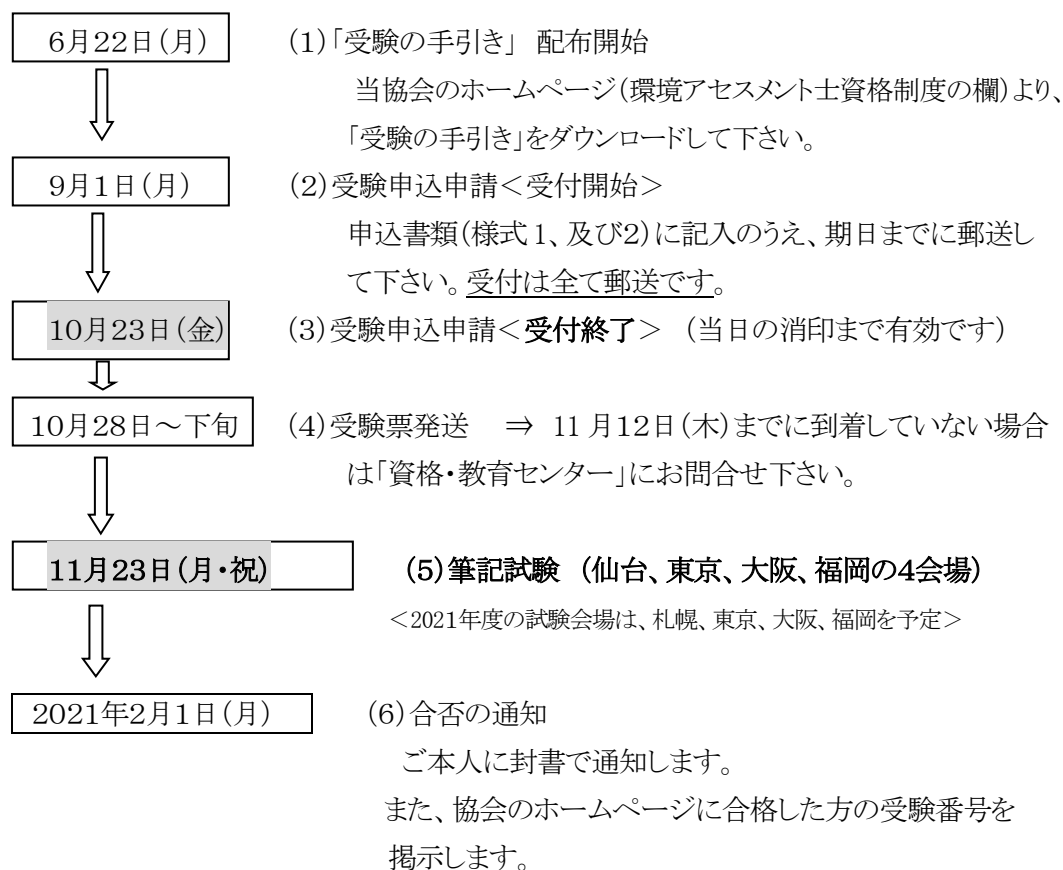 6月22日(月) (1)「受験の手引き」 配布開始
当協会のホームページ(環境アセスメント士資格制度の欄)より、
「受験の手引き」をダウンロードして下さい。
9月1日(月) (2)受験申込申請<受付開始>
申込書類(様式1、及び2)に記入のうえ、期日までに郵送し
て下さい。受付は全て郵送です。
10月23日(金) (3)受験申込申請<受付終了> (当日の消印まで有効です)
10月28日~下旬 (4)受験票発送 ⇒ 11月12日(木)までに到着していない場合
は「資格・教育センター」にお問合せ下さい。
11月23日(月・祝) (5)筆記試験 (仙台、東京、大阪、福岡の4会場)
<2021年度の試験会場は、札幌、東京、大阪、福岡を予定>
2021年2月1日(月) (6)合否の通知
ご本人に封書で通知します。
また、協会のホームページに合格した方の受験番号を
掲示します。